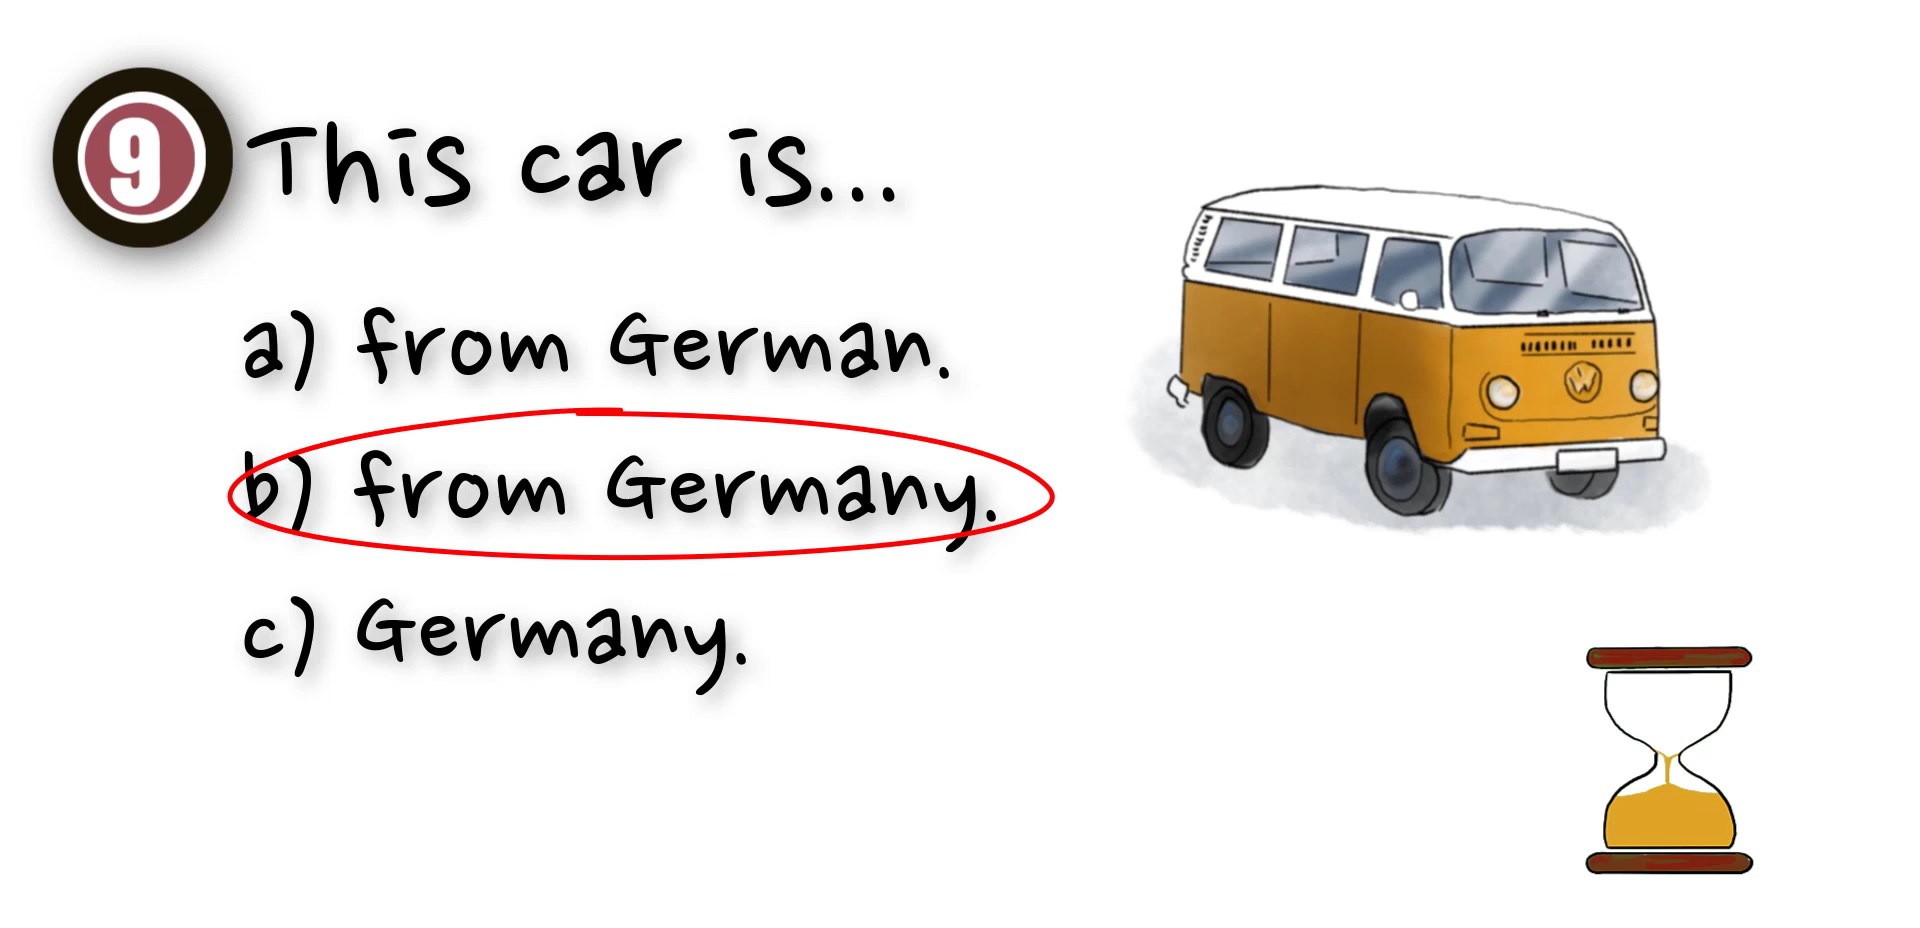 9 This car is...
a) from German.
b) from Germany.
c) Germany.